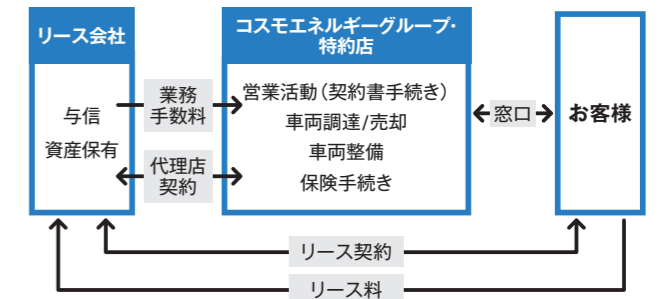 リース会社
与信
資産保有
業務
手数料
代理店
契約
コスモエネルギーグループ・
特約店
営業活動（契約書手続き）
車両調達/売却
車両整備
保険手続き
窓口
お客様
リース契約
リース料